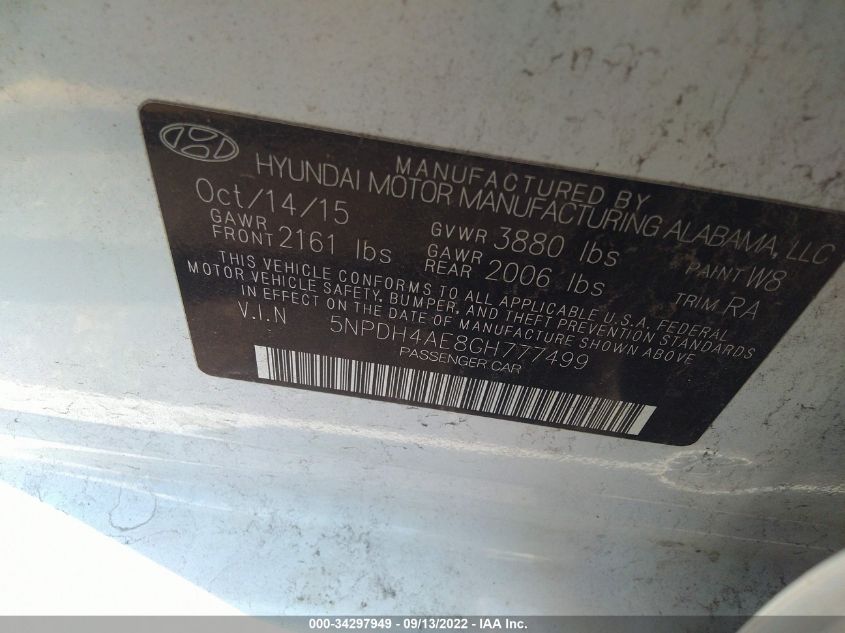 MANUFACTURED BY
HYUNDAI MOTOR MANUFACTURING ALABAMA, LLC
Oct/14/15 GVWR 3880 lbs PAINT W8
GAWR FRONT 2161 lbs GAWR REAR 2006 lbs TRIM RA
THIS VEHICLE CONFORMS TO ALL APPLICABLE U.S.A. FEDERAL
MOTOR VEHICLE SAFETY, BUMPER, AND THEFT PREVENTION STANDARDS
IN EFFECT ON THE DATE OF MANUFACTURE SHOWN ABOVE
V.I.N 5NPDH4AE8GH777499
PASSENGER CAR
000-34297949 - 09/13/2022 - IAA Inc.